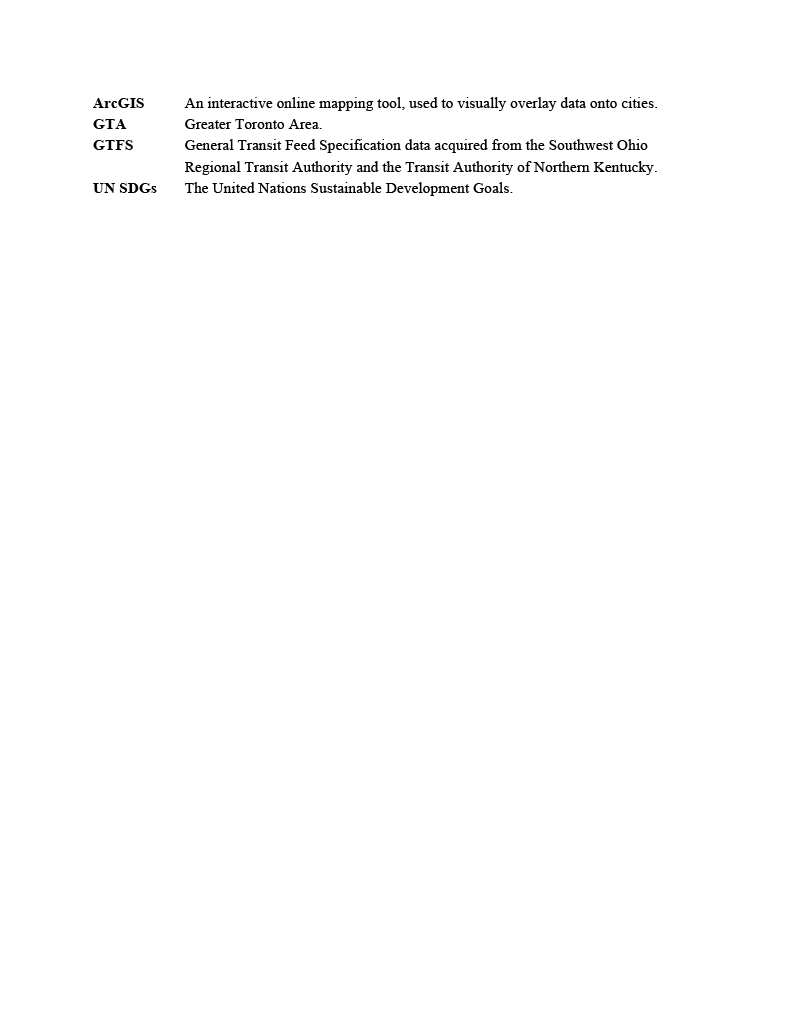 ArcGIS An interactive online mapping tool, used to visually overlay data onto cities.
GTA Greater Toronto Area.
GTFS General Transit Feed Specification data acquired from the Southwest Ohio
Regional Transit Authority and the Transit Authority of Northern Kentucky.
UN SDGs The United Nations Sustainable Development Goals.